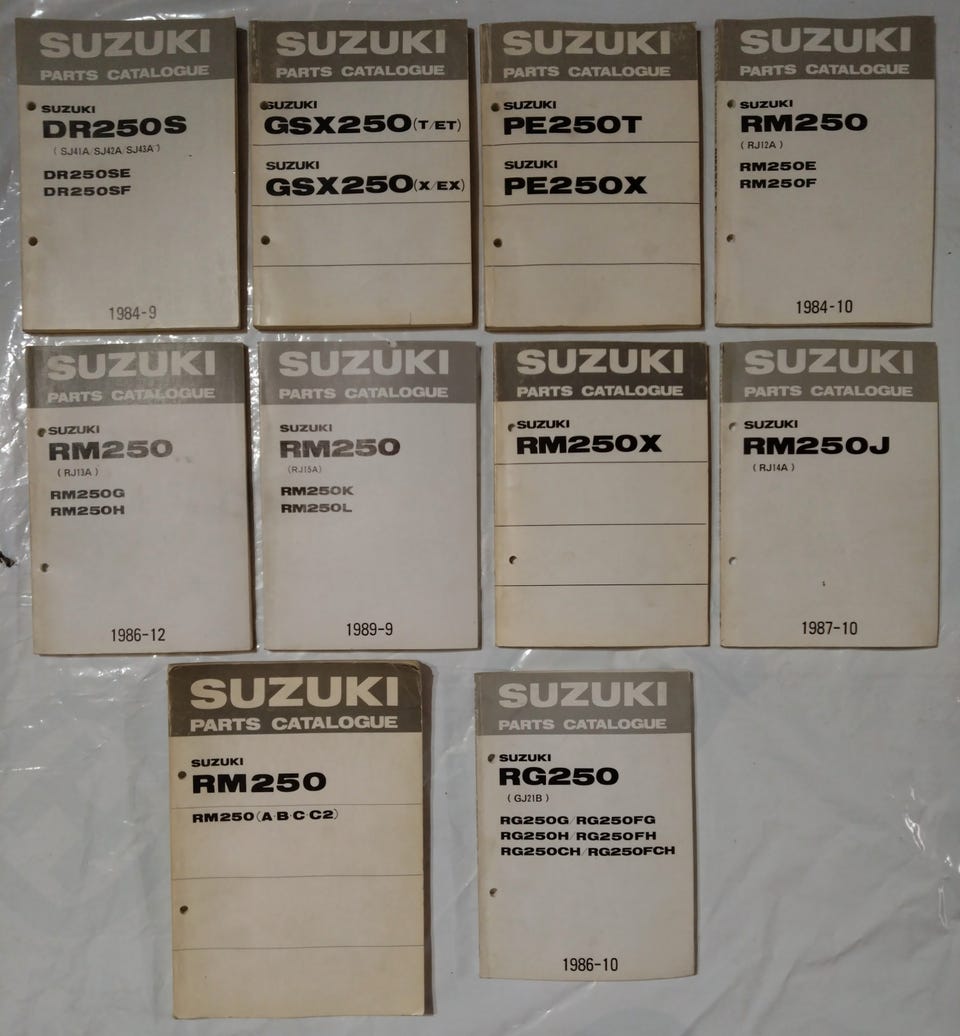 SUZUKI
PARTS CATALOGUE
SUZUKI
DR250S
(SJ41A/SJ42A/SJ43A)
DR250SE
DR250SF
1984-9
SUZUKI
PARTS CATALOGUE
SUZUKI
GSX250(T/ET)
SUZUKI
GSX250(X/EX)
SUZUKI
PARTS CATALOGUE
SUZUKI
PE250T
SUZUKI
PE250X
SUZUKI
PARTS CATALOGUE
SUZUKI
RM250
(RJ12A)
RM250E
RM250F
1984-10
SUZUKI
PARTS CATALOGUE
SUZUKI
RM250
(RJ13A)
RM250G
RM250H
1986-12
SUZUKI
PARTS CATALOGUE
SUZUKI
RM250
(RJ15A)
RM250K
RM250L
1989-9
SUZUKI
PARTS CATALOGUE
SUZUKI
RM250X
SUZUKI
PARTS CATALOGUE
SUZUKI
RM250J
(RJ14A)
1987-10
SUZUKI
PARTS CATALOGUE
SUZUKI
RM250
RM250(A·B·C·C2)
SUZUKI
PARTS CATALOGUE
SUZUKI
RG250
(GJ21B)
RG250G/RG250FG
RG250H/RG250FH
RG250CH/RG250FCH
1986-10